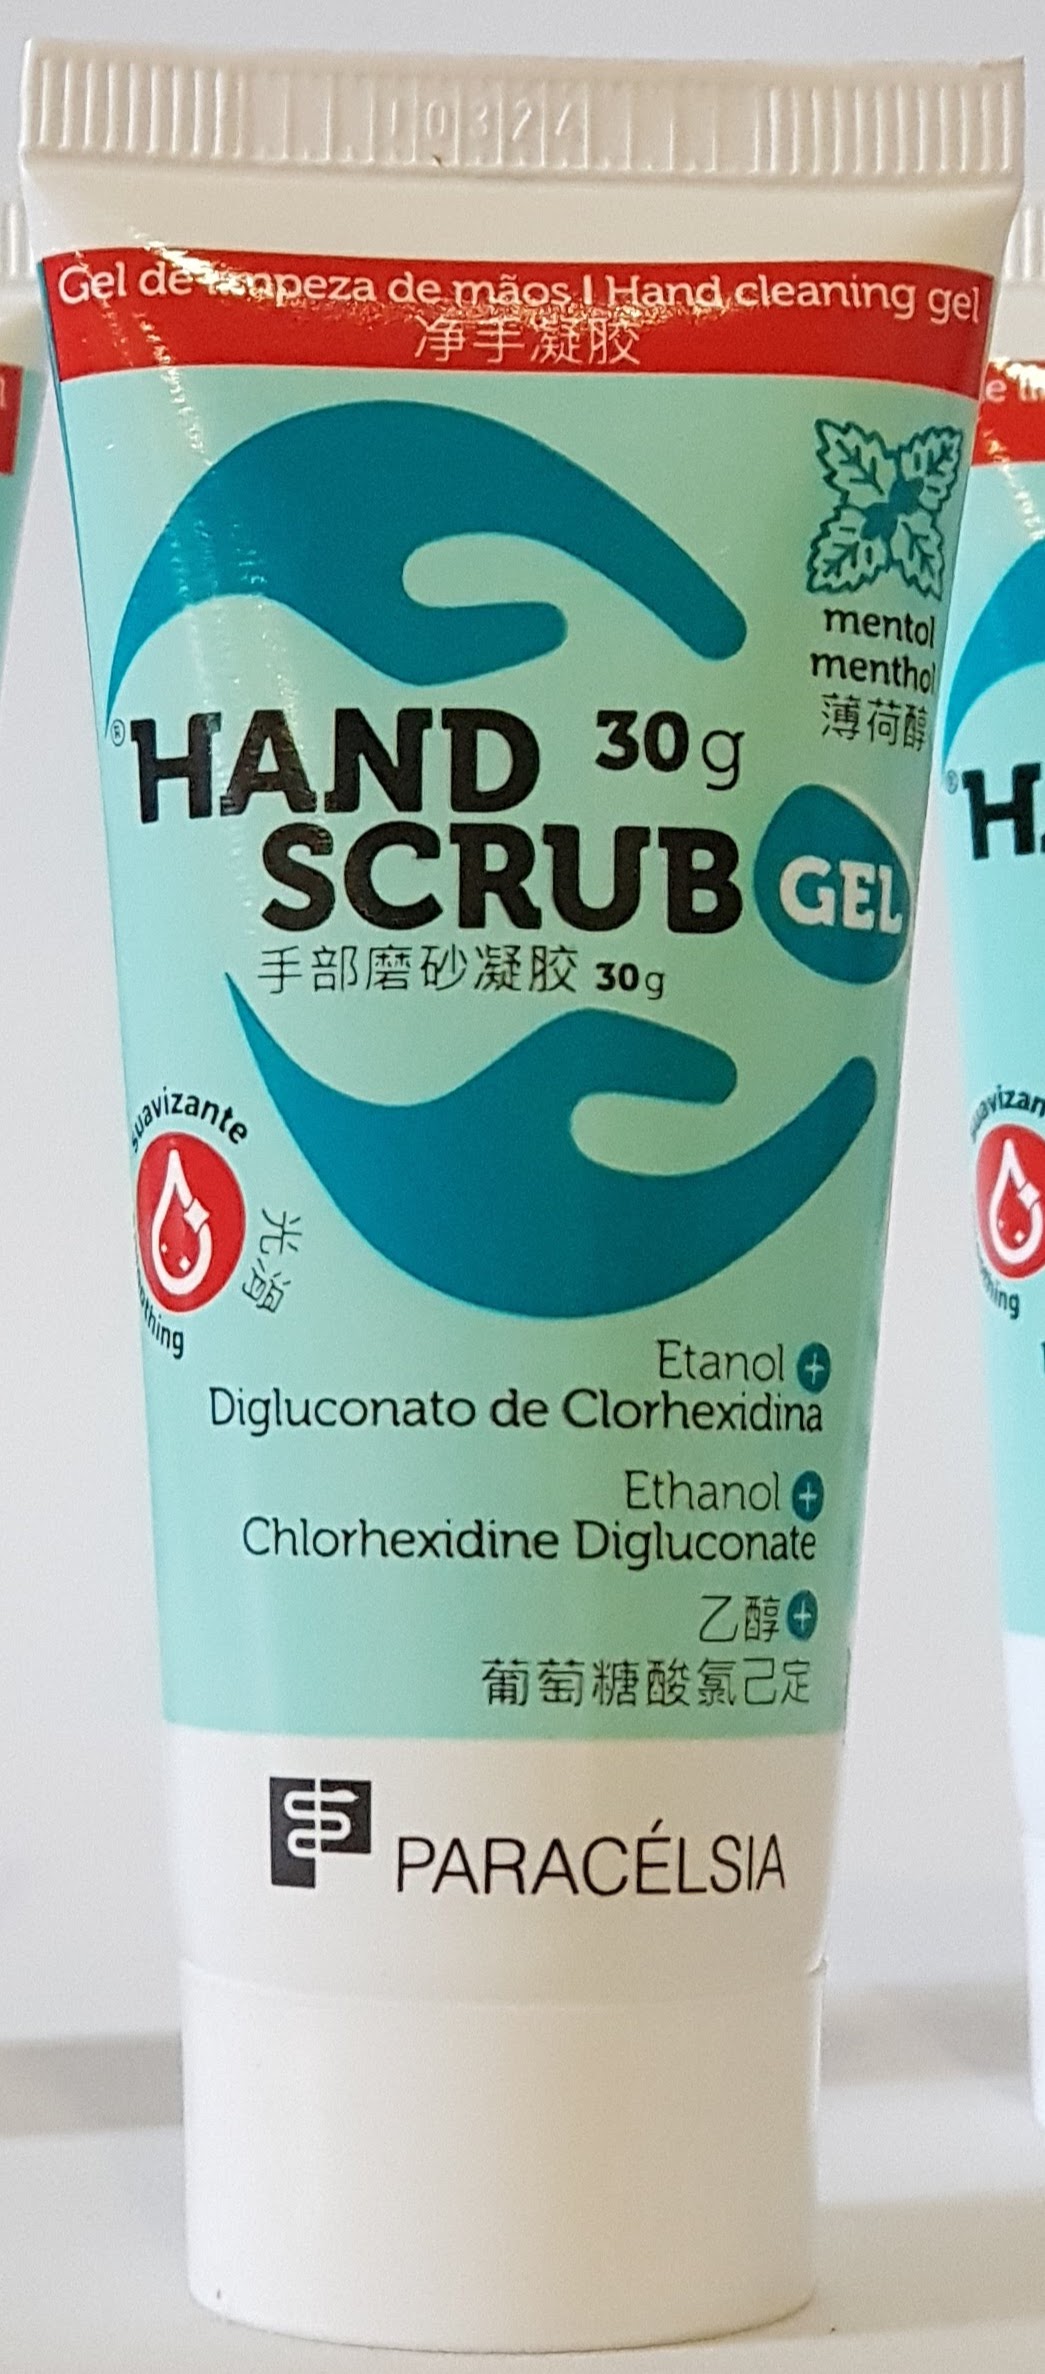 10324
Gel de limpeza de mãos | Hand cleaning gel
净手凝胶
mentol
menthol
薄荷醇
®HAND 30g
SCRUB GEL
手部磨砂凝胶 30g
suavizante
光滑
Etanol +
Digluconato de Clorhexidina
Ethanol +
Chlorhexidine Digluconate
乙醇+
葡萄糖酸氯己定
PARACÉLSIA